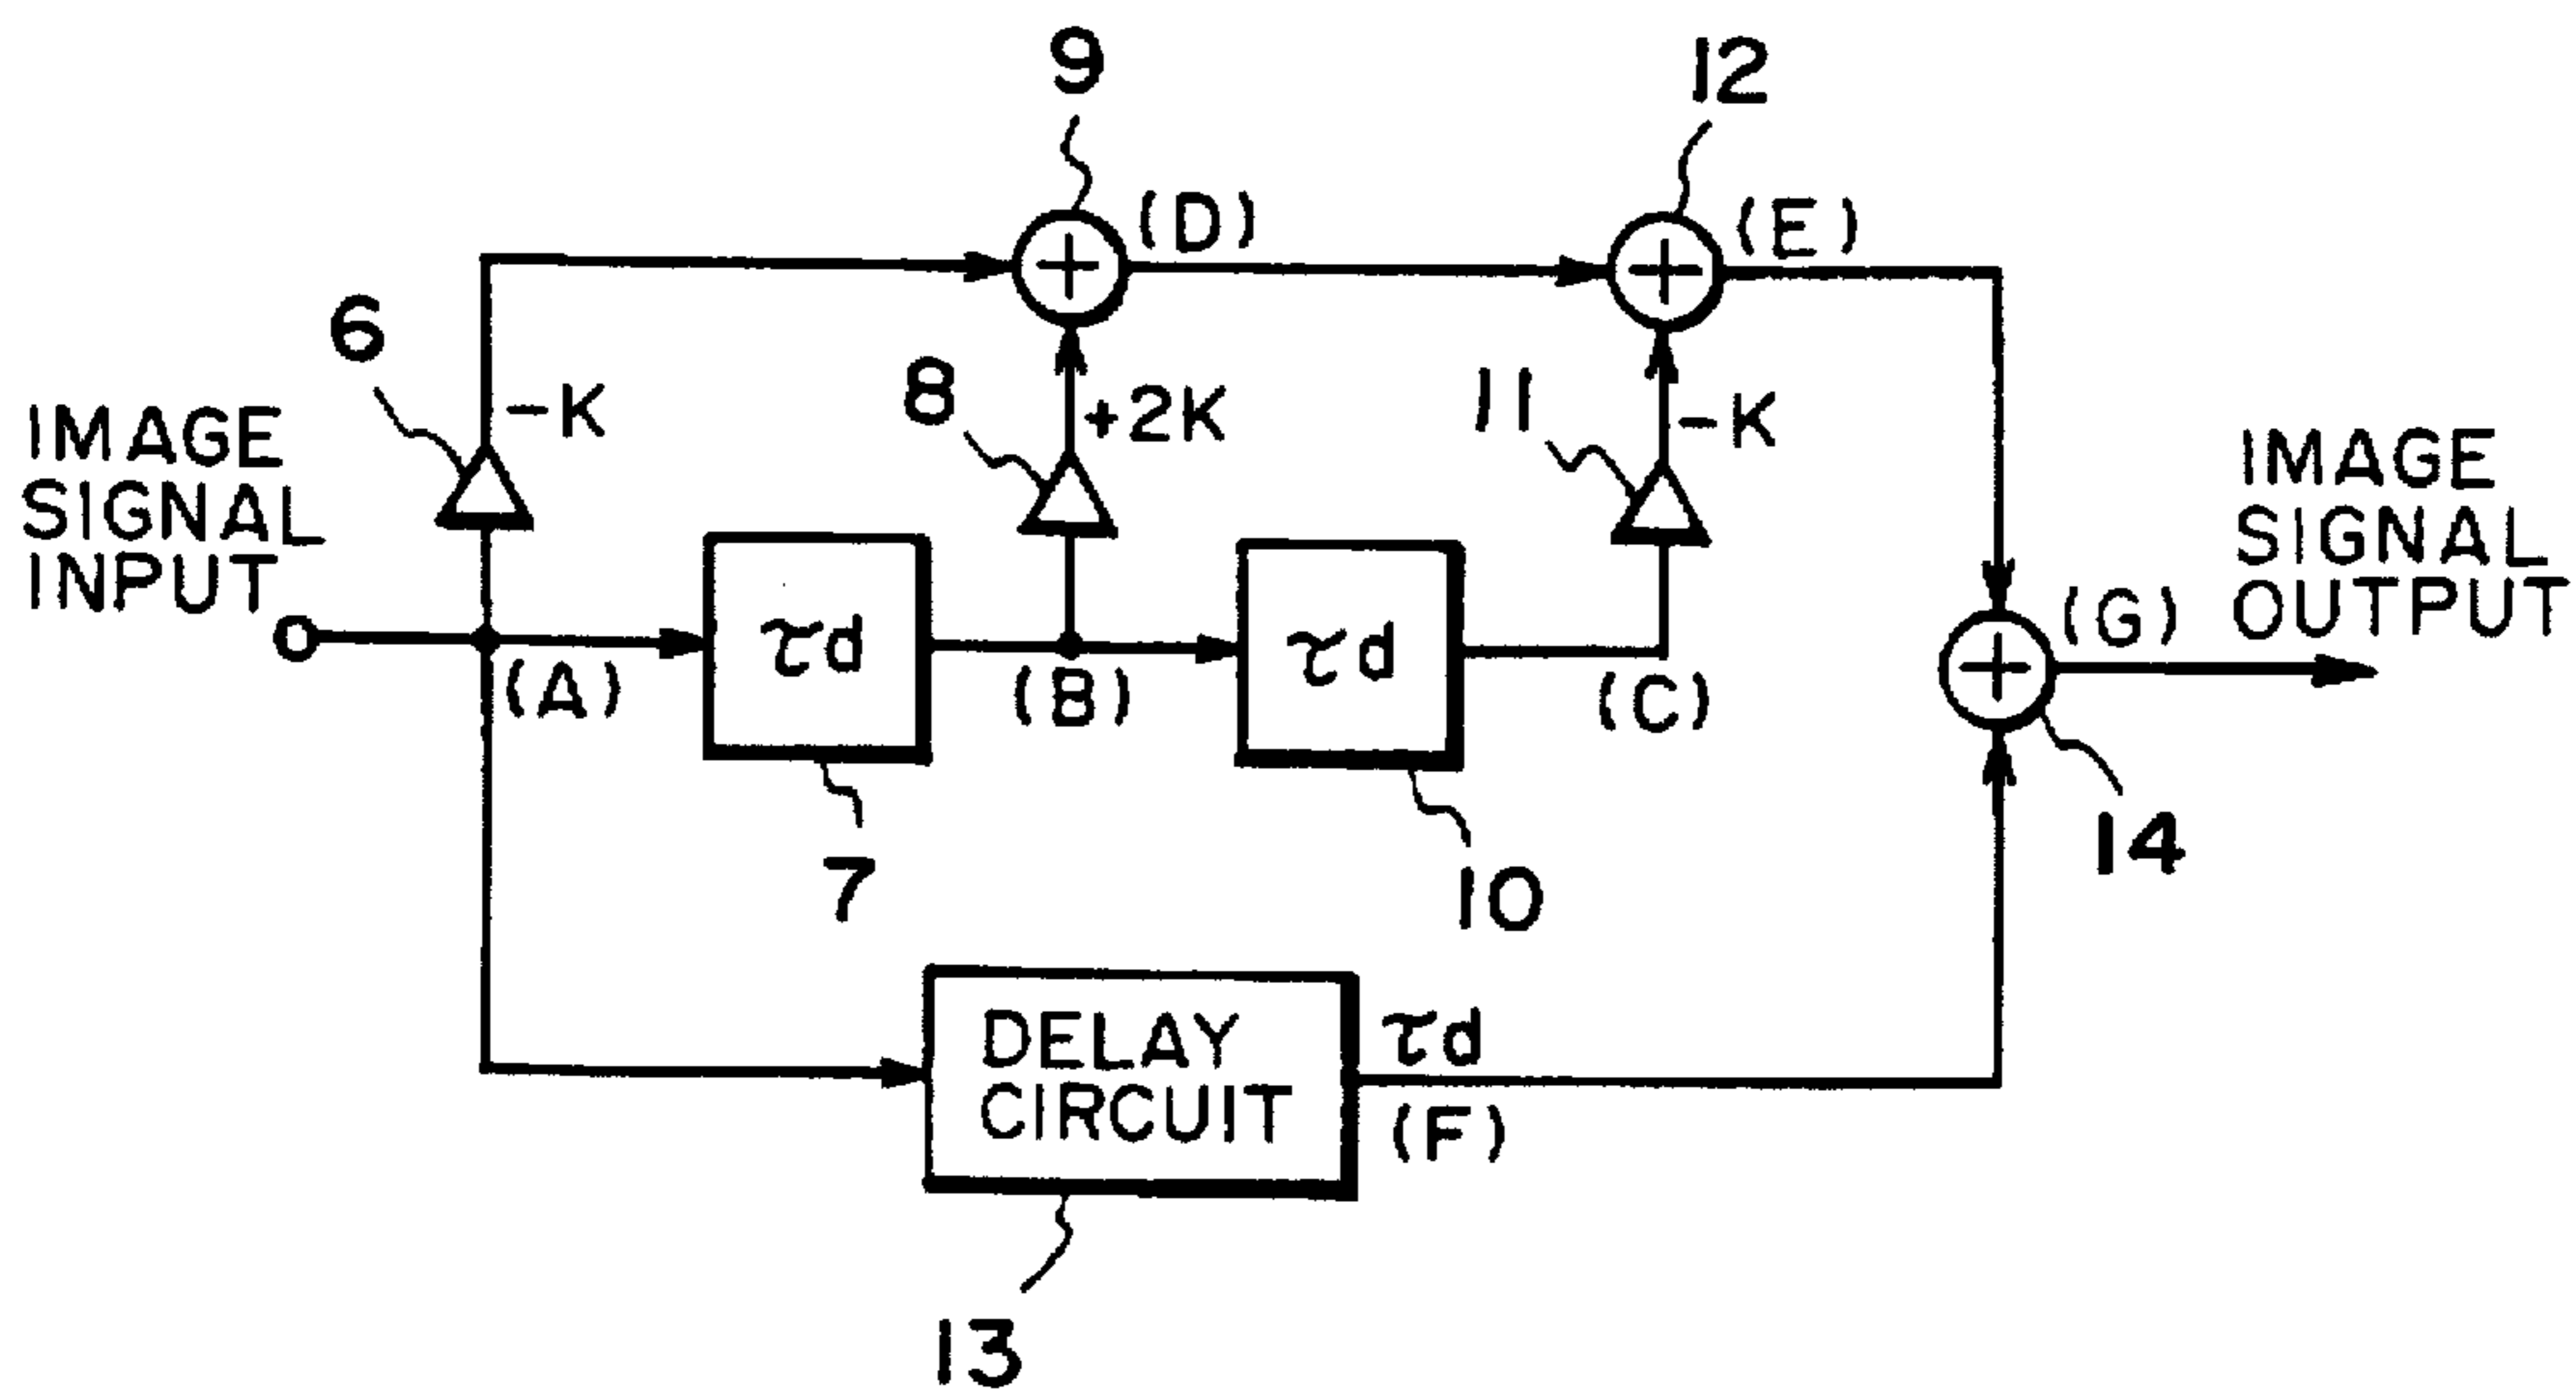 9
12
(D)
(E)
6
-K
8
+2K
11
-K
IMAGE
SIGNAL
INPUT
IMAGE
SIGNAL
OUTPUT
τd
τd
(A)
(B)
(C)
(G)
7
10
14
DELAY
CIRCUIT
τd
(F)
13